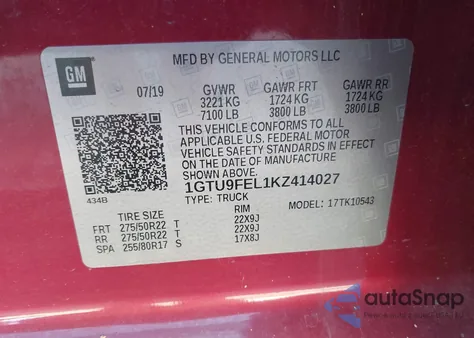 GM
MFD BY GENERAL MOTORS LLC
07/19 GVWR GAWR FRT GAWR RR
3221 KG 1724 KG 1724 KG
7100 LB 3800 LB 3800 LB
THIS VEHICLE CONFORMS TO ALL
APPLICABLE U.S. FEDERAL MOTOR
VEHICLE SAFETY STANDARDS IN EFFECT
ON THE DATE OF MANUFACTURE
SHOWN ABOVE.
1GTU9FEL1KZ414027
434B TYPE: TRUCK MODEL: 17TK10543
TIRE SIZE RIM
FRT 275/50R22 T 22X9J
RR 275/50R22 T 22X9J
SPA 255/80R17 S 17X8J
autoSnap